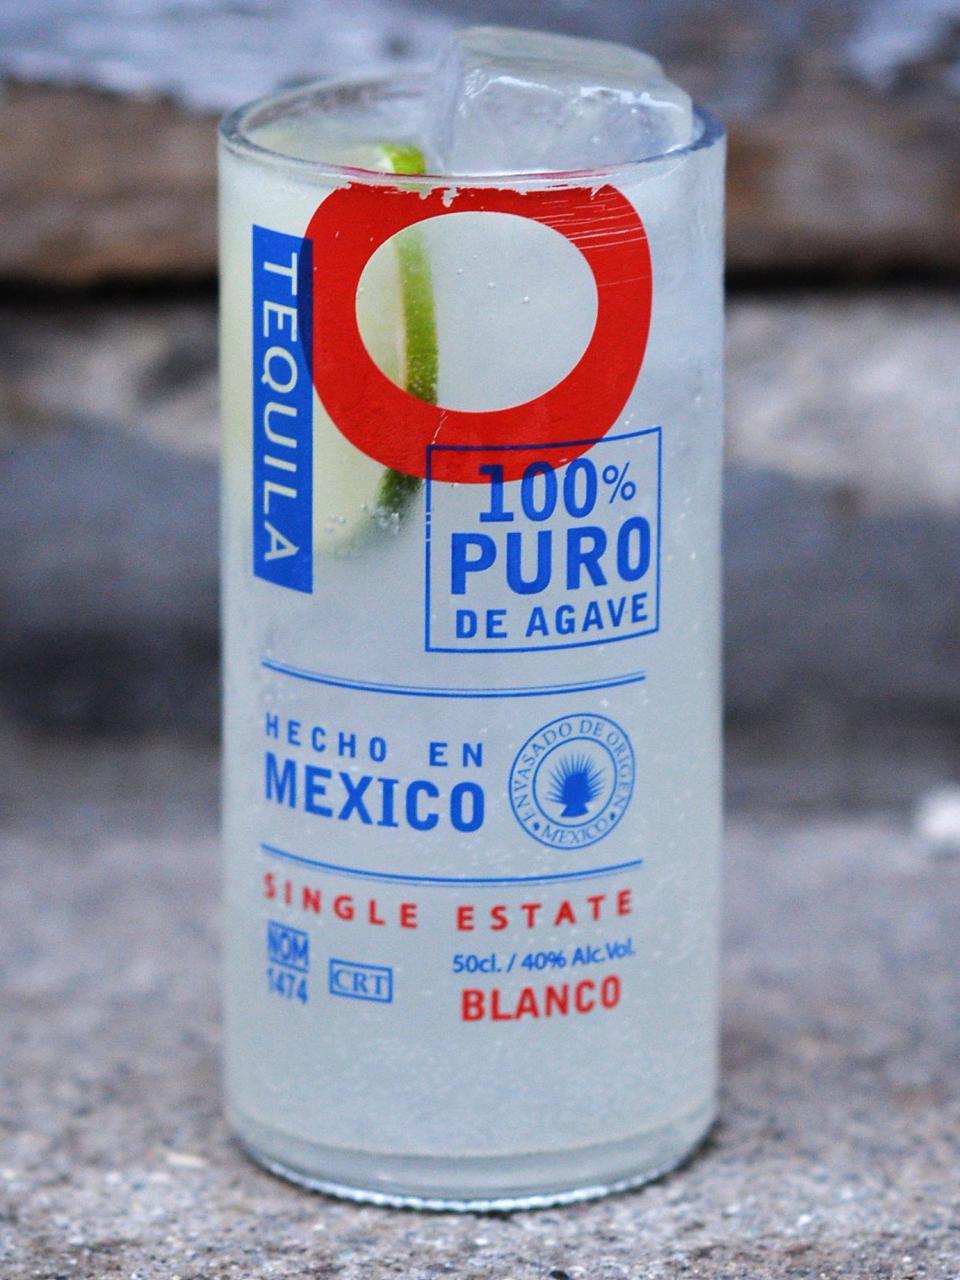 TEQUILA
100%
PURO
DE AGAVE
HECHO EN
MEXICO
ENVASADO DE ORIGEN
MEXICO
SINGLE ESTATE
NOM
1474
CRT
50cl. / 40% Alc.Vol.
BLANCO